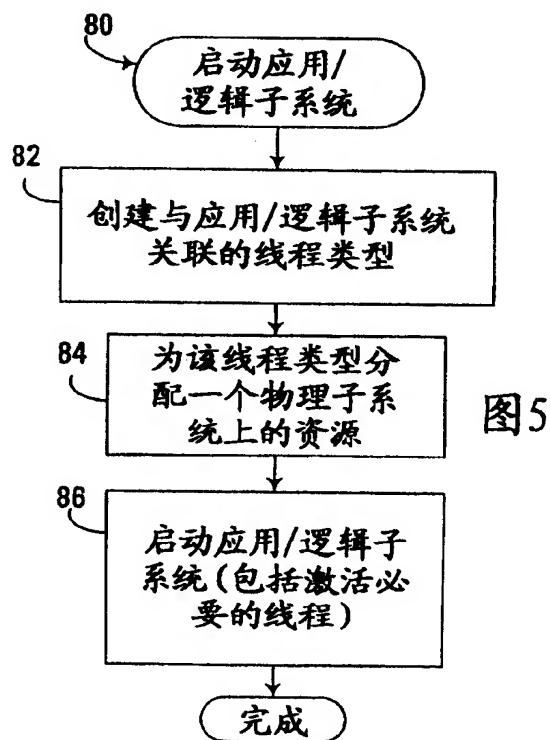 80
启动应用/
逻辑子系统
82
创建与应用/逻辑子系统
关联的线程类型
84
为该线程类型分
配一个物理子系
统上的资源
图5
86
启动应用/逻辑子
系统(包括激活必
要的线程)
完成